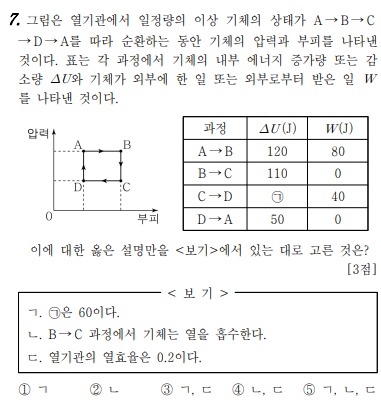 7. 그림은 열기관에서 일정량의 이상 기체의 상태가 A→B→C
→D→A를 따라 순환하는 동안 기체의 압력과 부피를 나타낸
것이다. 표는 각 과정에서 기체의 내부 에너지 증가량 또는 감
소량 ΔU와 기체가 외부에 한 일 또는 외부로부터 받은 일 W
를 나타낸 것이다.
압력
A B
D C
0 부피
과정 ΔU(J) W(J)
A→B 120 80
B→C 110 0
C→D ㉠ 40
D→A 50 0
이에 대한 옳은 설명만을 <보기>에서 있는 대로 고른 것은?
[3점]
< 보 기 >
ㄱ. ㉠은 60이다.
ㄴ. B→C 과정에서 기체는 열을 흡수한다.
ㄷ. 열기관의 열효율은 0.2이다.
① ㄱ ② ㄴ ③ ㄱ, ㄷ ④ ㄴ, ㄷ ⑤ ㄱ, ㄴ, ㄷ